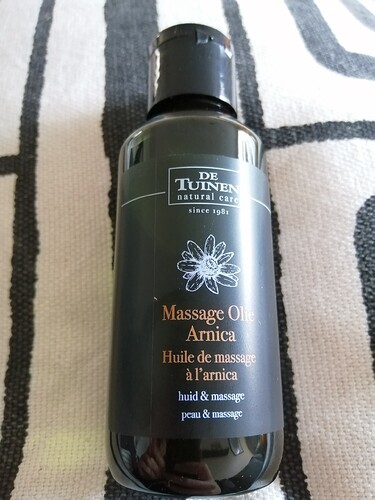 DE
TUINEN
natural care
since 1981
Massage Olie
Arnica
Huile de massage
à l'arnica
huid & massage
peau & massage